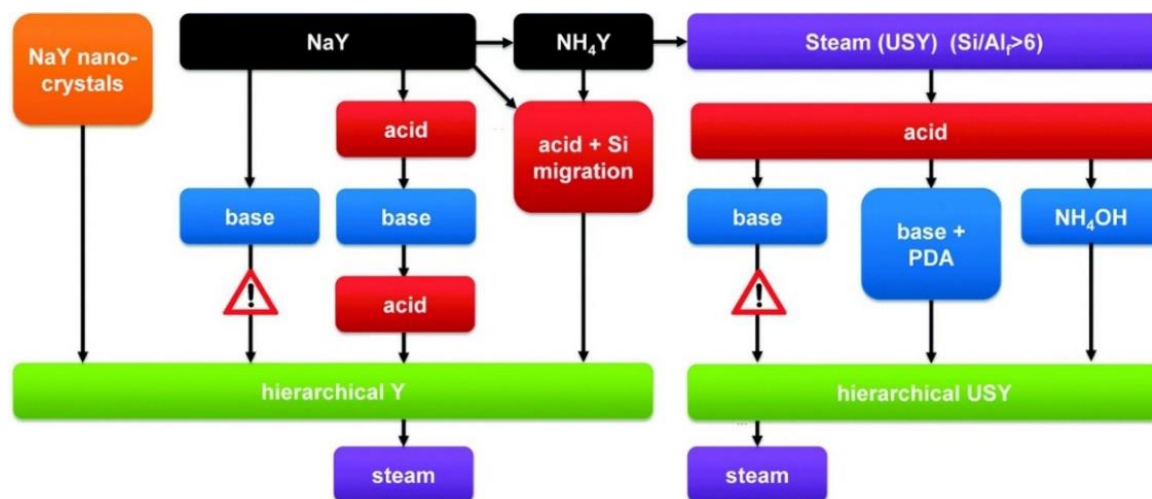 NaY nano-
crystals
NaY
NH₄Y
Steam (USY) (Si/Alf>6)
acid
acid + Si
migration
acid
base
base
base
base +
PDA
NH₄OH
!
acid
!
hierarchical Y
hierarchical USY
steam
steam